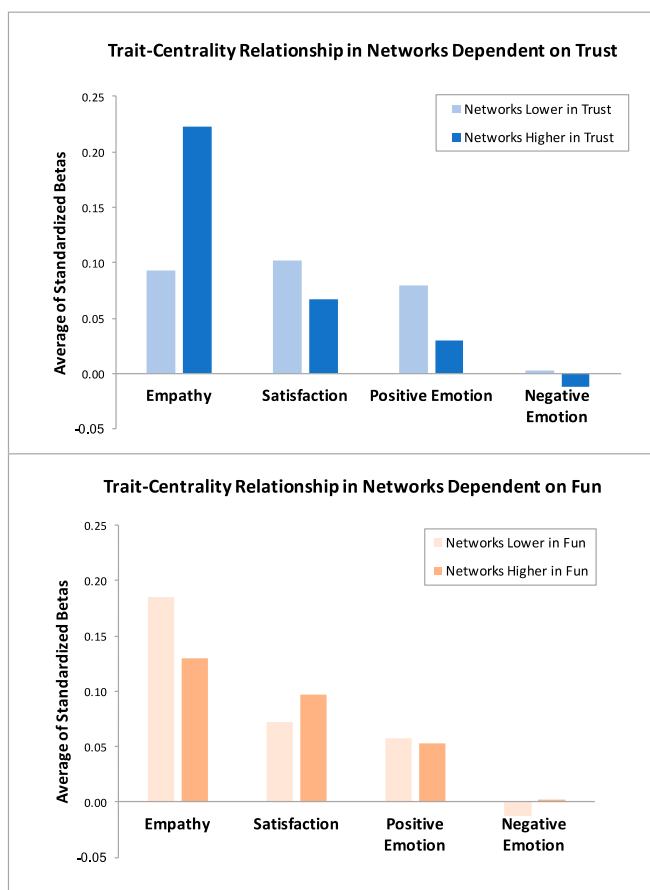 Trait-Centrality Relationship in Networks Dependent on Trust
0.25
Networks Lower in Trust
0.20
Networks Higher in Trust
0.15
Average of Standardized Betas
0.10
0.05
0.00
Empathy
Satisfaction
Positive Emotion
Negative
Emotion
-0.05
Trait-Centrality Relationship in Networks Dependent on Fun
0.25
Networks Lower in Fun
0.20
Networks Higher in Fun
0.15
Average of Standardized Betas
0.10
0.05
0.00
Empathy
Satisfaction
Positive
Emotion
Negative
Emotion
-0.05